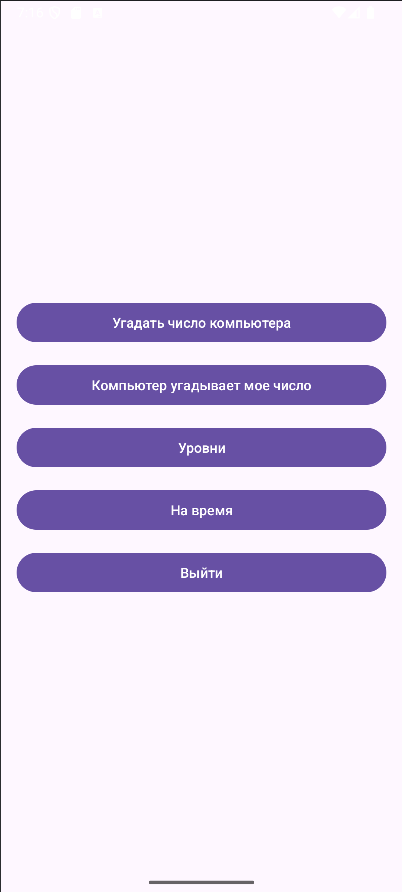 Угадать число компьютера
Компьютер угадывает мое число
Уровни
На время
Выйти